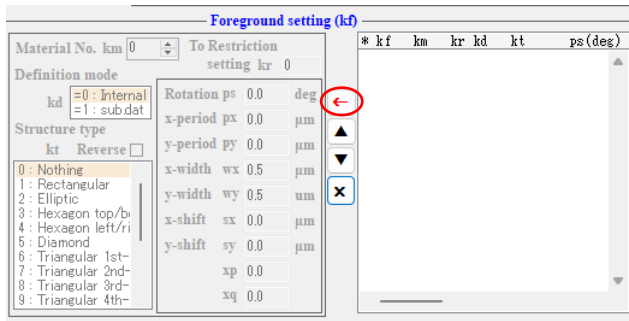 Foreground setting (kf)
Material No. km 0
To Restriction
setting kr 0
Definition mode
kd
=0 : Internal
=1 : sub.dat
Structure type
kt Reverse
0 : Nothing
1 : Rectangular
2 : Elliptic
3 : Hexagon top/b
4 : Hexagon left/ri
5 : Diamond
6 : Triangular 1st-
7 : Triangular 2nd-
8 : Triangular 3rd-
9 : Triangular 4th-
Rotation ps 0.0 deg
x-period px 0.0 µm
y-period py 0.0 µm
x-width wx 0.5 µm
y-width wy 0.5 um
x-shift sx 0.0 µm
y-shift sy 0.0 µm
xp 0.0
xq 0.0
* kf km kr kd kt ps(deg)